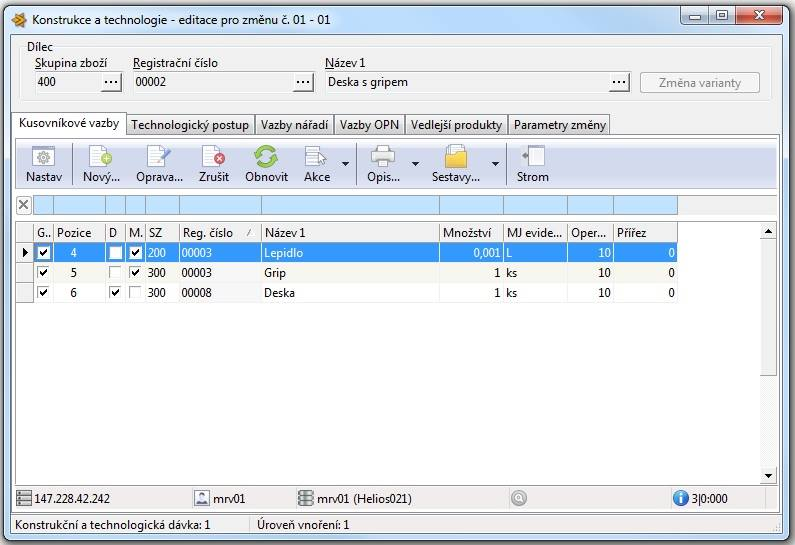 Konstrukce a technologie - editace pro změnu č. 01 - 01
Dílec
Skupina zboží Registrační číslo Název 1
400 ... 00002 ... Deska s gripem ... Změna varianty
Kusovníkové vazby Technologický postup Vazby nářadí Vazby OPN Vedlejší produkty Parametry změny
Nastav Nový... Oprava... Zrušit Obnovit Akce Opis... Sestavy... Strom
G.. Pozice D M. SZ Reg. číslo Název 1 Množství MJ evide... Oper... Přířez
4 200 00003 Lepidlo 0,001 L 10 0
5 300 00003 Grip 1 ks 10 0
6 300 00008 Deska 1 ks 10 0
147.228.42.242 mrv01 mrv01 (Helios021) 3|0:000
Konstrukční a technologická dávka: 1 Úroveň vnoření: 1